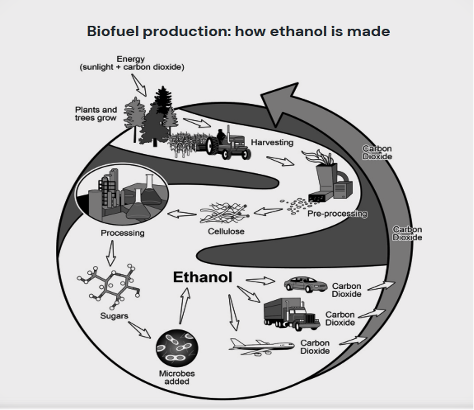 Biofuel production: how ethanol is made
Energy
(sunlight + carbon dioxide)
Plants and
trees grow
Harvesting
Carbon
Dioxide
Pre-processing
Cellulose
Processing
Carbon
Dioxide
Ethanol
Carbon
Dioxide
Sugars
Carbon
Dioxide
Carbon
Dioxide
Microbes
added